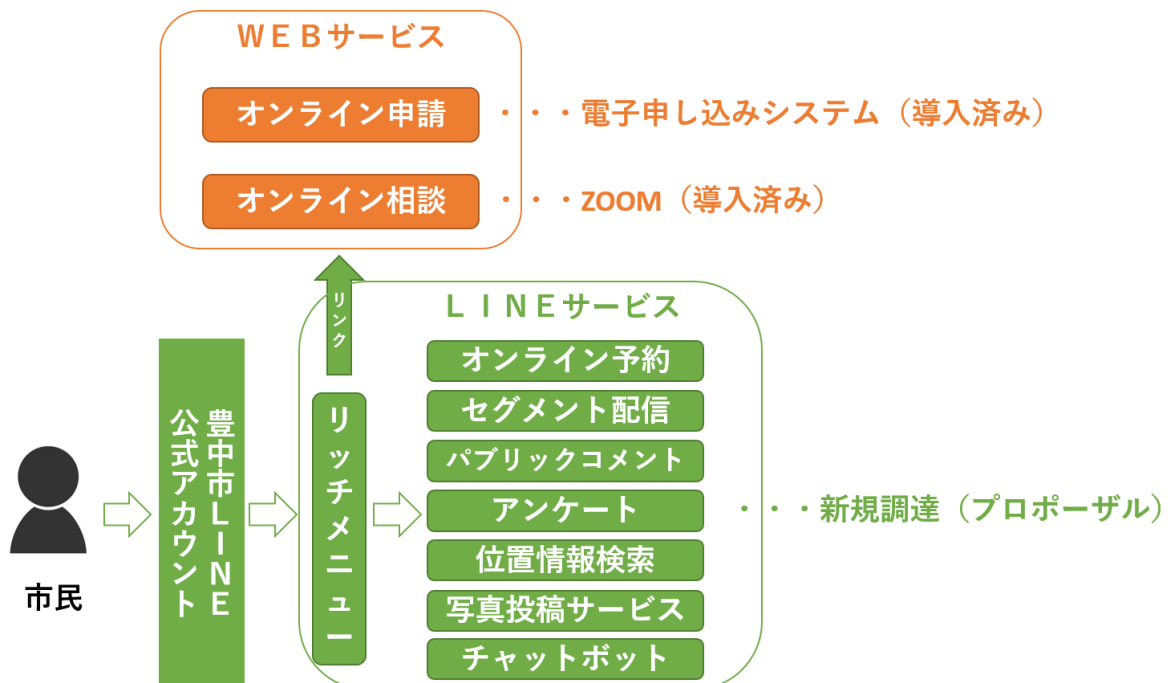 ＷＥＢサービス
オンライン申請
・・・電子申し込みシステム（導入済み）
オンライン相談
・・・ZOOM（導入済み）
リンク
ＬＩＮＥサービス
オンライン予約
セグメント配信
パブリックコメント
アンケート
位置情報検索
写真投稿サービス
チャットボット
・・・新規調達（プロポーザル）
リッチメニュー
豊中市ＬＩＮＥ
公式アカウント
市民